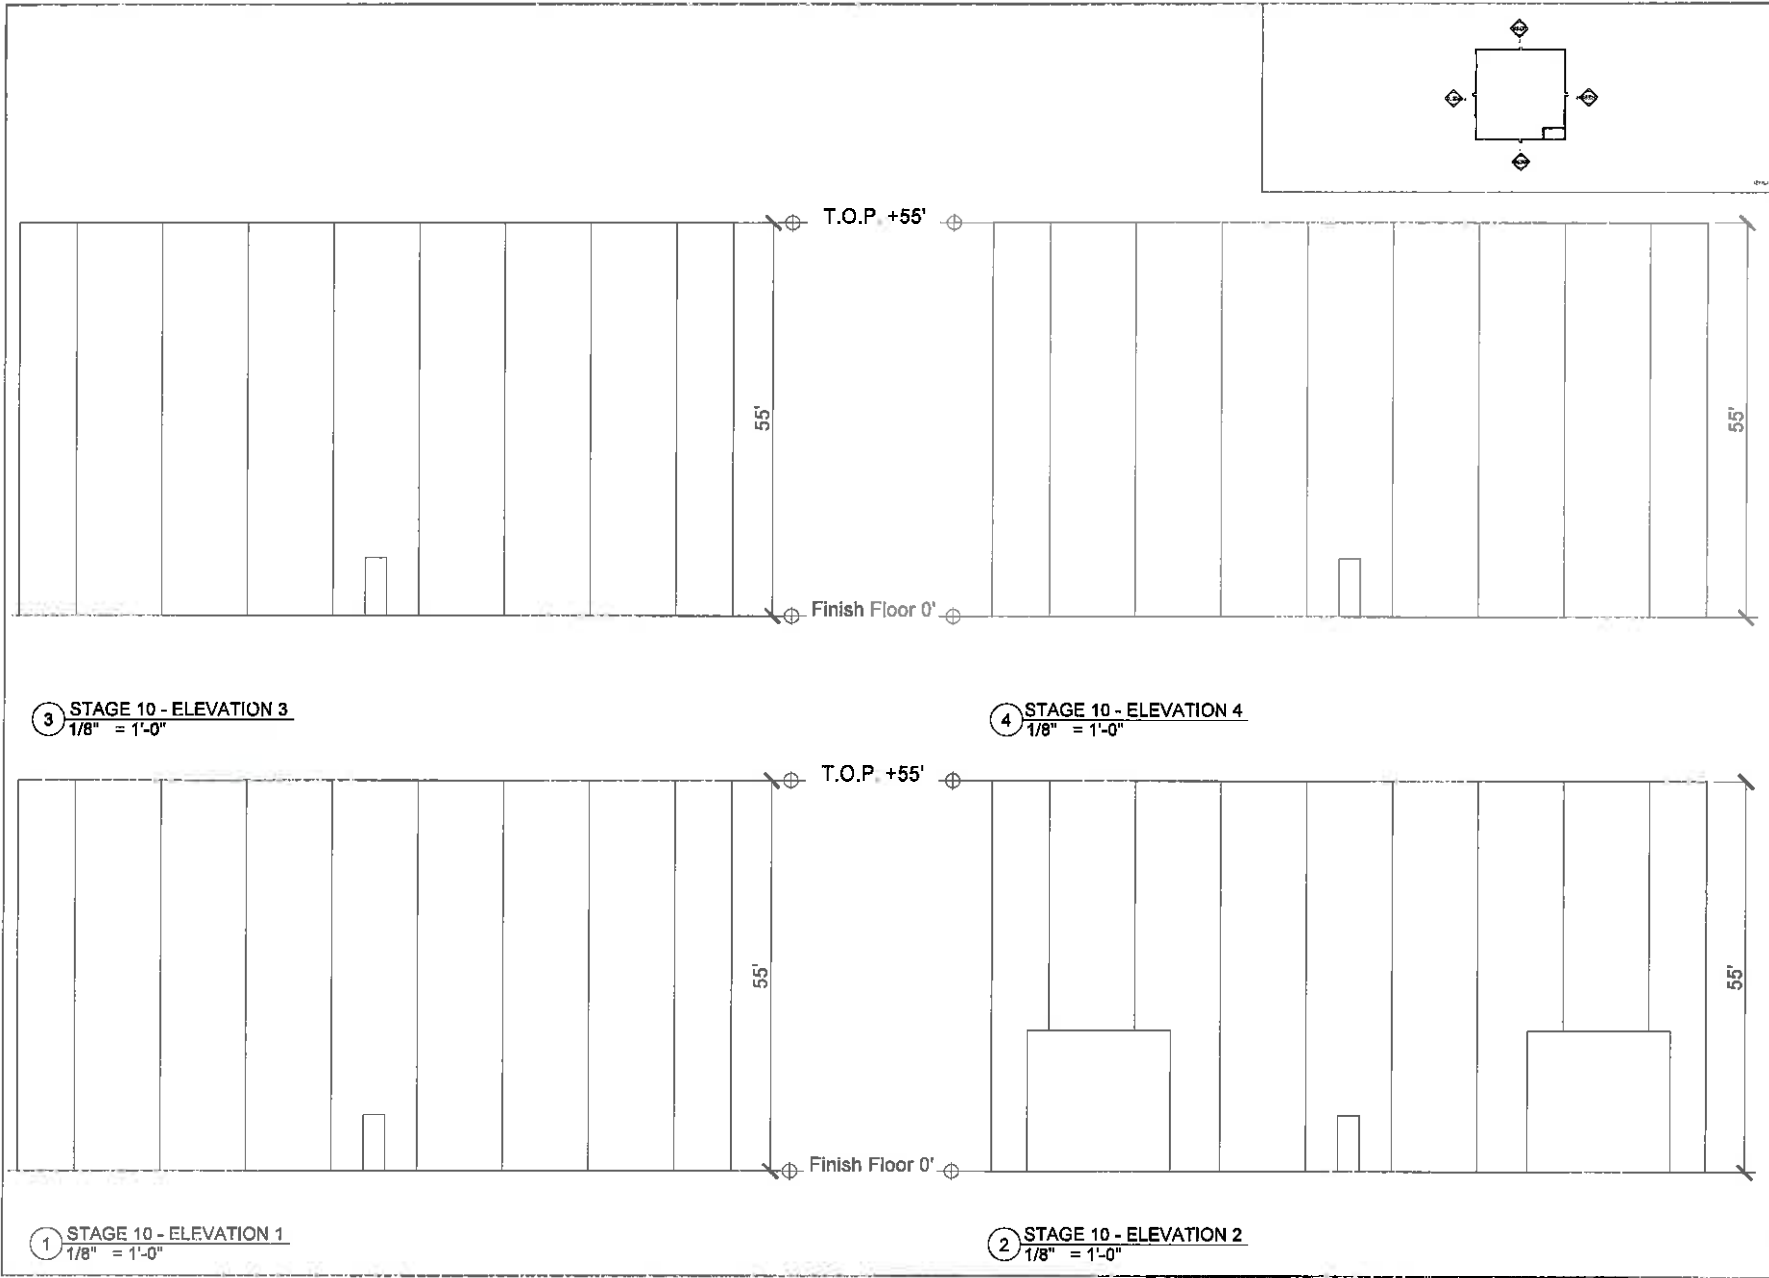 T.O.P. +55'
55'
55'
Finish Floor 0'
3 STAGE 10 - ELEVATION 3
1/8" = 1'-0"
4 STAGE 10 - ELEVATION 4
1/8" = 1'-0"
T.O.P. +55'
55'
55'
Finish Floor 0'
1 STAGE 10 - ELEVATION 1
1/8" = 1'-0"
2 STAGE 10 - ELEVATION 2
1/8" = 1'-0"